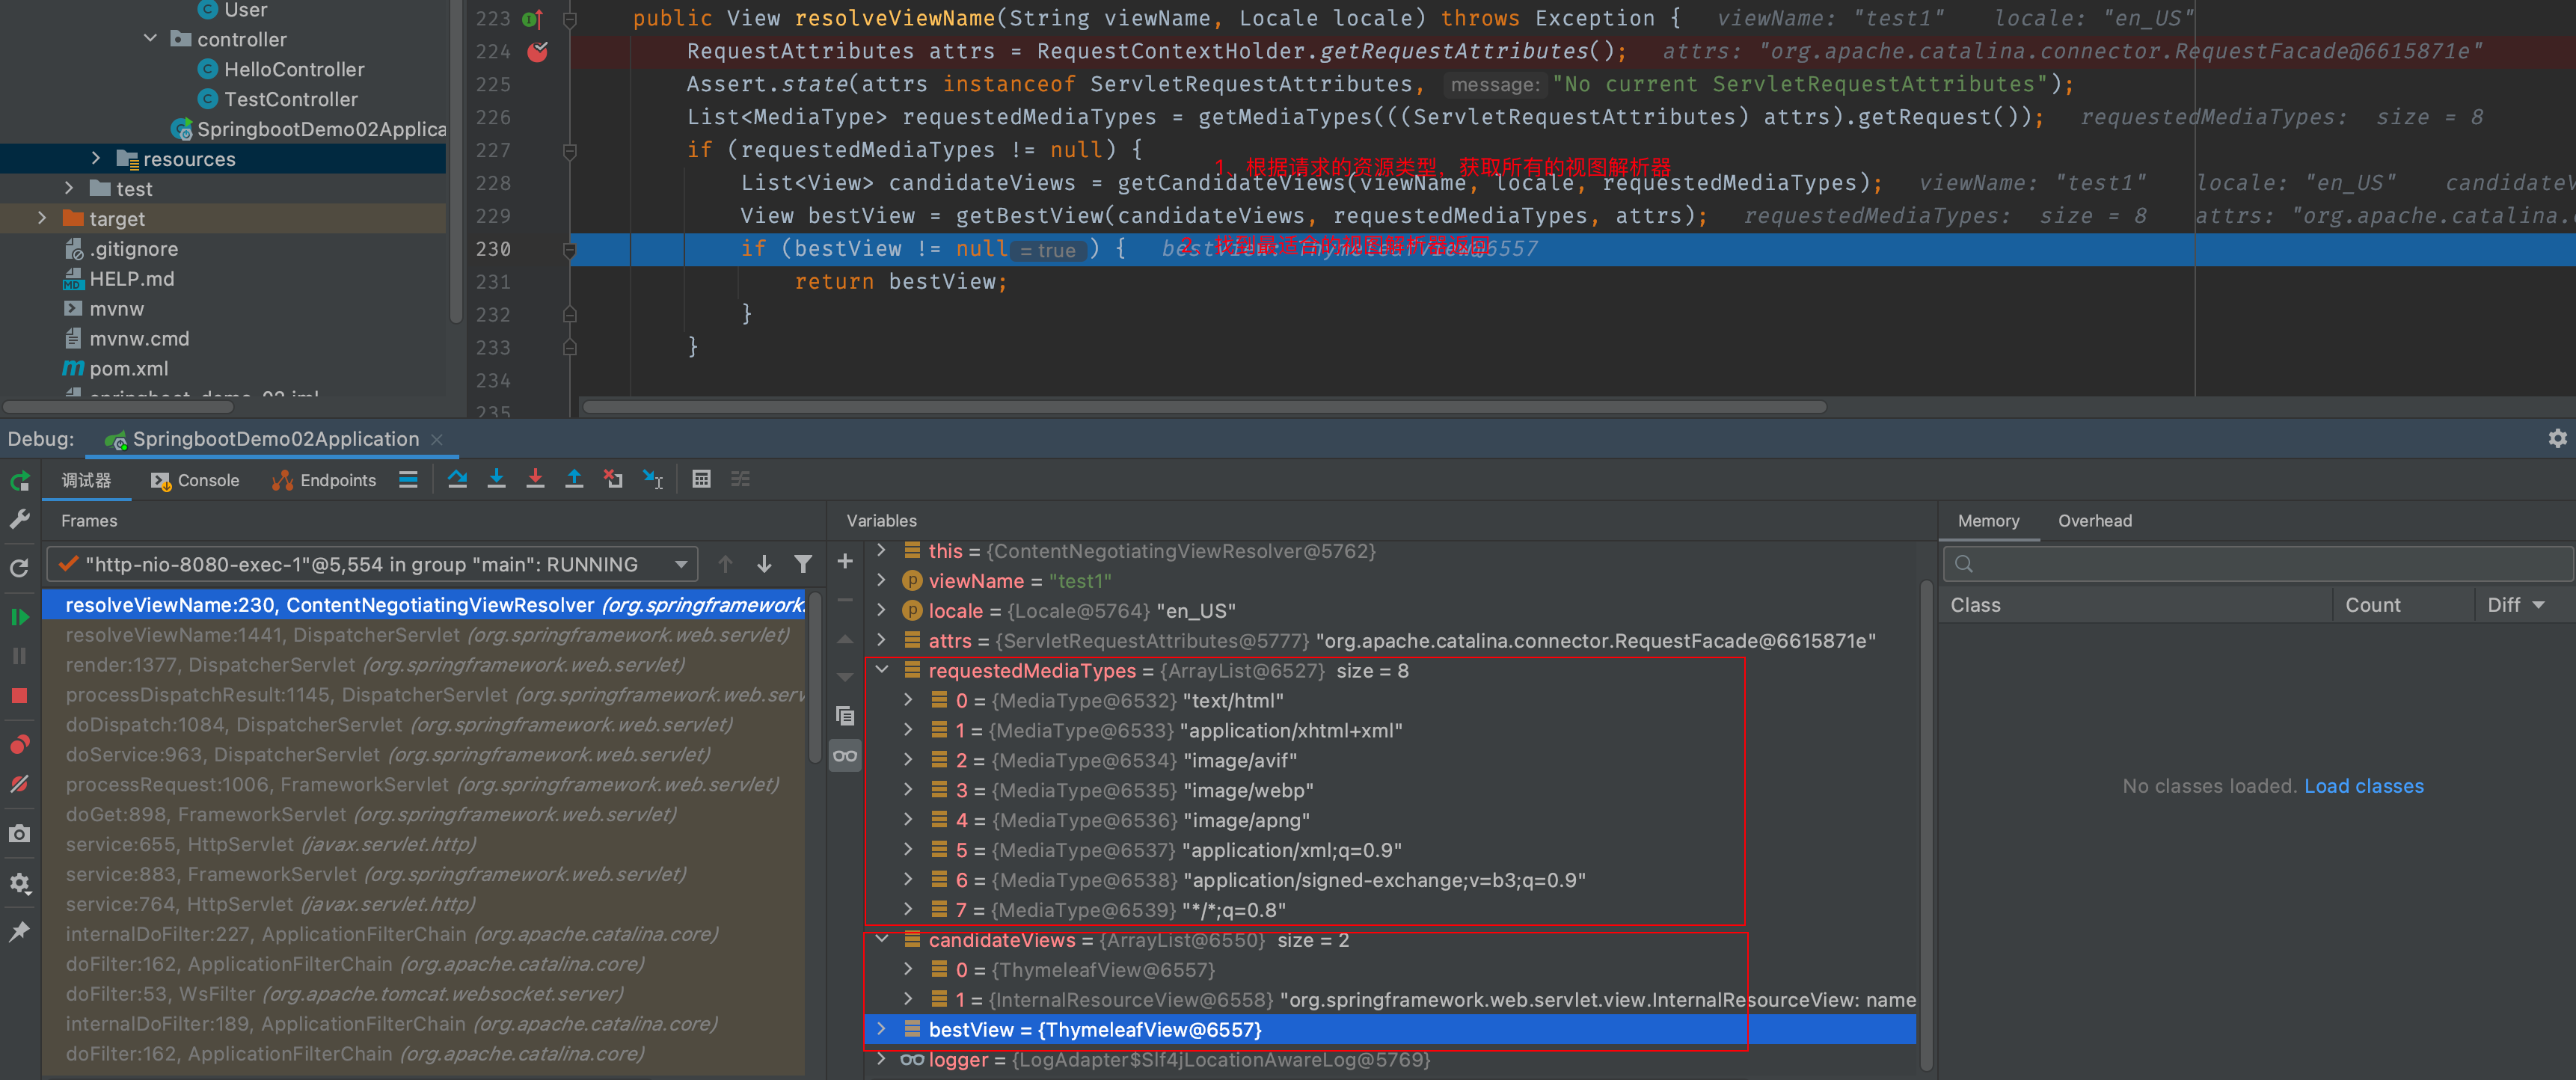 User
controller
HelloController
TestController
SpringbootDemo02Applica
resources
test
target
.gitignore
HELP.md
mvnw
mvnw.cmd
pom.xml
223 public View resolveViewName(String viewName, Locale locale) throws Exception { viewName: "test1" locale: "en_US"
224 RequestAttributes attrs = RequestContextHolder.getRequestAttributes(); attrs: "org.apache.catalina.connector.RequestFacade@6615871e"
225 Assert.state(attrs instanceof ServletRequestAttributes, message: "No current ServletRequestAttributes");
226 List<MediaType> requestedMediaTypes = getMediaTypes(((ServletRequestAttributes) attrs).getRequest()); requestedMediaTypes: size = 8
227 if (requestedMediaTypes != null) {
1、根据请求的资源类型，获取所有的视图解析器
228 List<View> candidateViews = getCandidateViews(viewName, locale, requestedMediaTypes); viewName: "test1" locale: "en_US" candidateV
229 View bestView = getBestView(candidateViews, requestedMediaTypes, attrs); requestedMediaTypes: size = 8 attrs: "org.apache.catalina.
230 if (bestView != null = true ) { bestView: ThymeleafView@6557
2、找到最适合的视图解析器返回
231 return bestView;
232 }
233 }
234
235
Debug: SpringbootDemo02Application
调试器 Console Endpoints
Frames
"http-nio-8080-exec-1"@5,554 in group "main": RUNNING
resolveViewName:230, ContentNegotiatingViewResolver (org.springframework.
resolveViewName:1441, DispatcherServlet (org.springframework.web.servlet)
render:1377, DispatcherServlet (org.springframework.web.servlet)
processDispatchResult:1145, DispatcherServlet (org.springframework.web.serv
doDispatch:1084, DispatcherServlet (org.springframework.web.servlet)
doService:963, DispatcherServlet (org.springframework.web.servlet)
processRequest:1006, FrameworkServlet (org.springframework.web.servlet)
doGet:898, FrameworkServlet (org.springframework.web.servlet)
service:655, HttpServlet (javax.servlet.http)
service:883, FrameworkServlet (org.springframework.web.servlet)
service:764, HttpServlet (javax.servlet.http)
internalDoFilter:227, ApplicationFilterChain (org.apache.catalina.core)
doFilter:162, ApplicationFilterChain (org.apache.catalina.core)
doFilter:53, WsFilter (org.apache.tomcat.websocket.server)
internalDoFilter:189, ApplicationFilterChain (org.apache.catalina.core)
doFilter:162, ApplicationFilterChain (org.apache.catalina.core)
Variables
this = {ContentNegotiatingViewResolver@5762}
viewName = "test1"
locale = {Locale@5764} "en_US"
attrs = {ServletRequestAttributes@5777} "org.apache.catalina.connector.RequestFacade@6615871e"
requestedMediaTypes = {ArrayList@6527} size = 8
0 = {MediaType@6532} "text/html"
1 = {MediaType@6533} "application/xhtml+xml"
2 = {MediaType@6534} "image/avif"
3 = {MediaType@6535} "image/webp"
4 = {MediaType@6536} "image/apng"
5 = {MediaType@6537} "application/xml;q=0.9"
6 = {MediaType@6538} "application/signed-exchange;v=b3;q=0.9"
7 = {MediaType@6539} "*/*;q=0.8"
candidateViews = {ArrayList@6550} size = 2
0 = {ThymeleafView@6557}
1 = {InternalResourceView@6558} "org.springframework.web.servlet.view.InternalResourceView: name
bestView = {ThymeleafView@6557}
logger = {LogAdapter$Slf4jLocationAwareLog@5769}
Memory Overhead
Class Count Diff
No classes loaded. Load classes